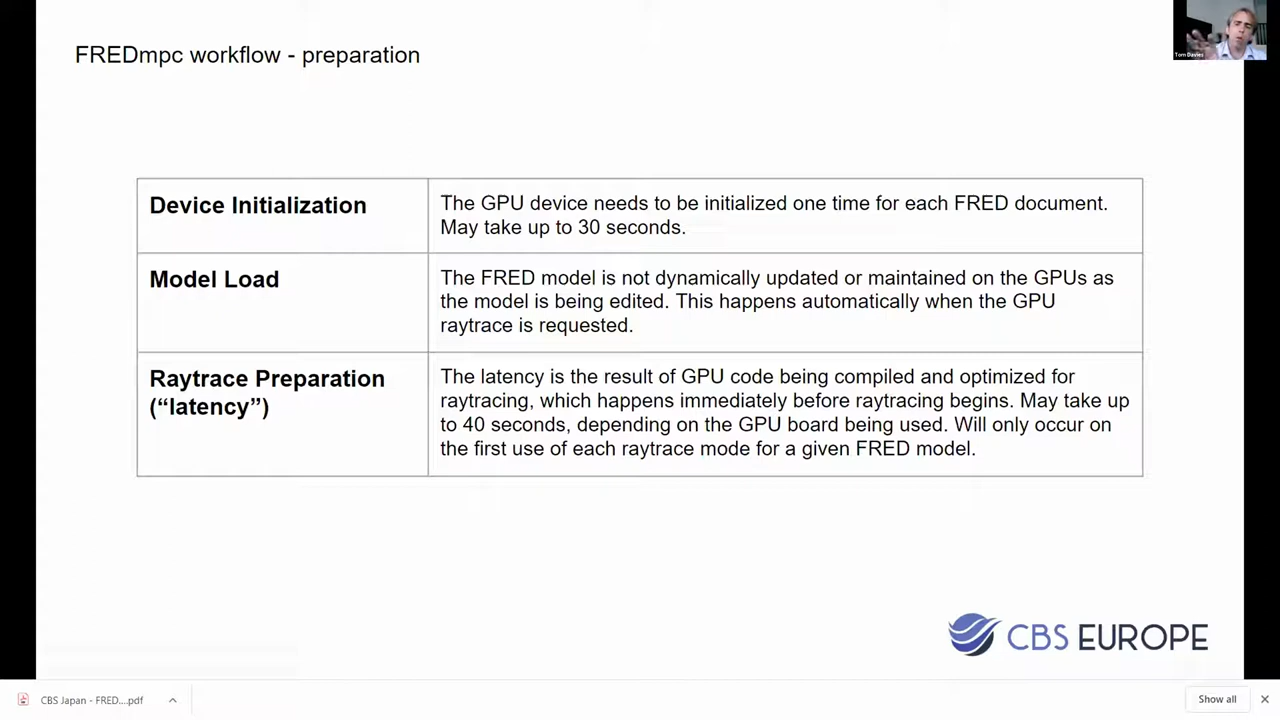 FREDmpc workflow - preparation
Tom Davies
Device Initialization
The GPU device needs to be initialized one time for each FRED document.
May take up to 30 seconds.
Model Load
The FRED model is not dynamically updated or maintained on the GPUs as
the model is being edited. This happens automatically when the GPU
raytrace is requested.
Raytrace Preparation
(“latency”)
The latency is the result of GPU code being compiled and optimized for
raytracing, which happens immediately before raytracing begins. May take up
to 40 seconds, depending on the GPU board being used. Will only occur on
the first use of each raytrace mode for a given FRED model.
CBS EUROPE
CBS Japan - FRED....pdf
Show all